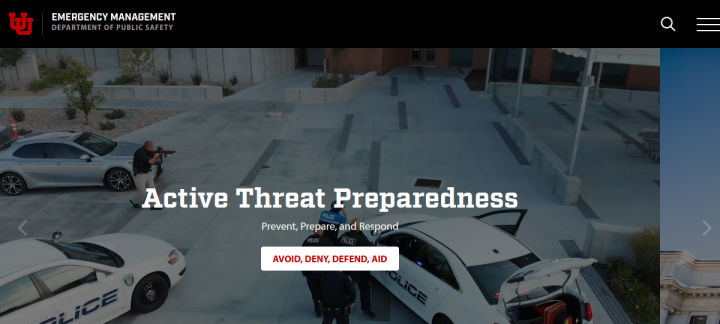 EMERGENCY MANAGEMENT
DEPARTMENT OF PUBLIC SAFETY
Active Threat Preparedness
Prevent, Prepare, and Respond
AVOID, DENY, DEFEND, AID
POLICE
POLICE
POLICE
POLICE